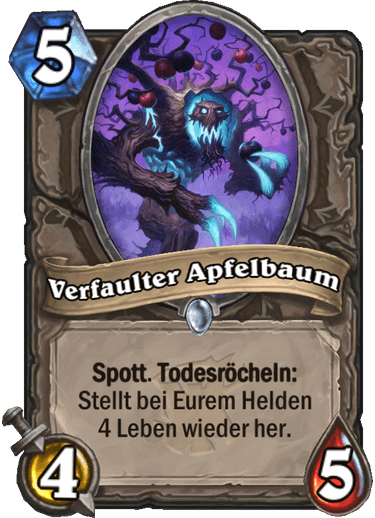 5
Verfaulter Apfelbaum
Spott. Todesröcheln:
Stellt bei Eurem Helden
4 Leben wieder her.
4
5